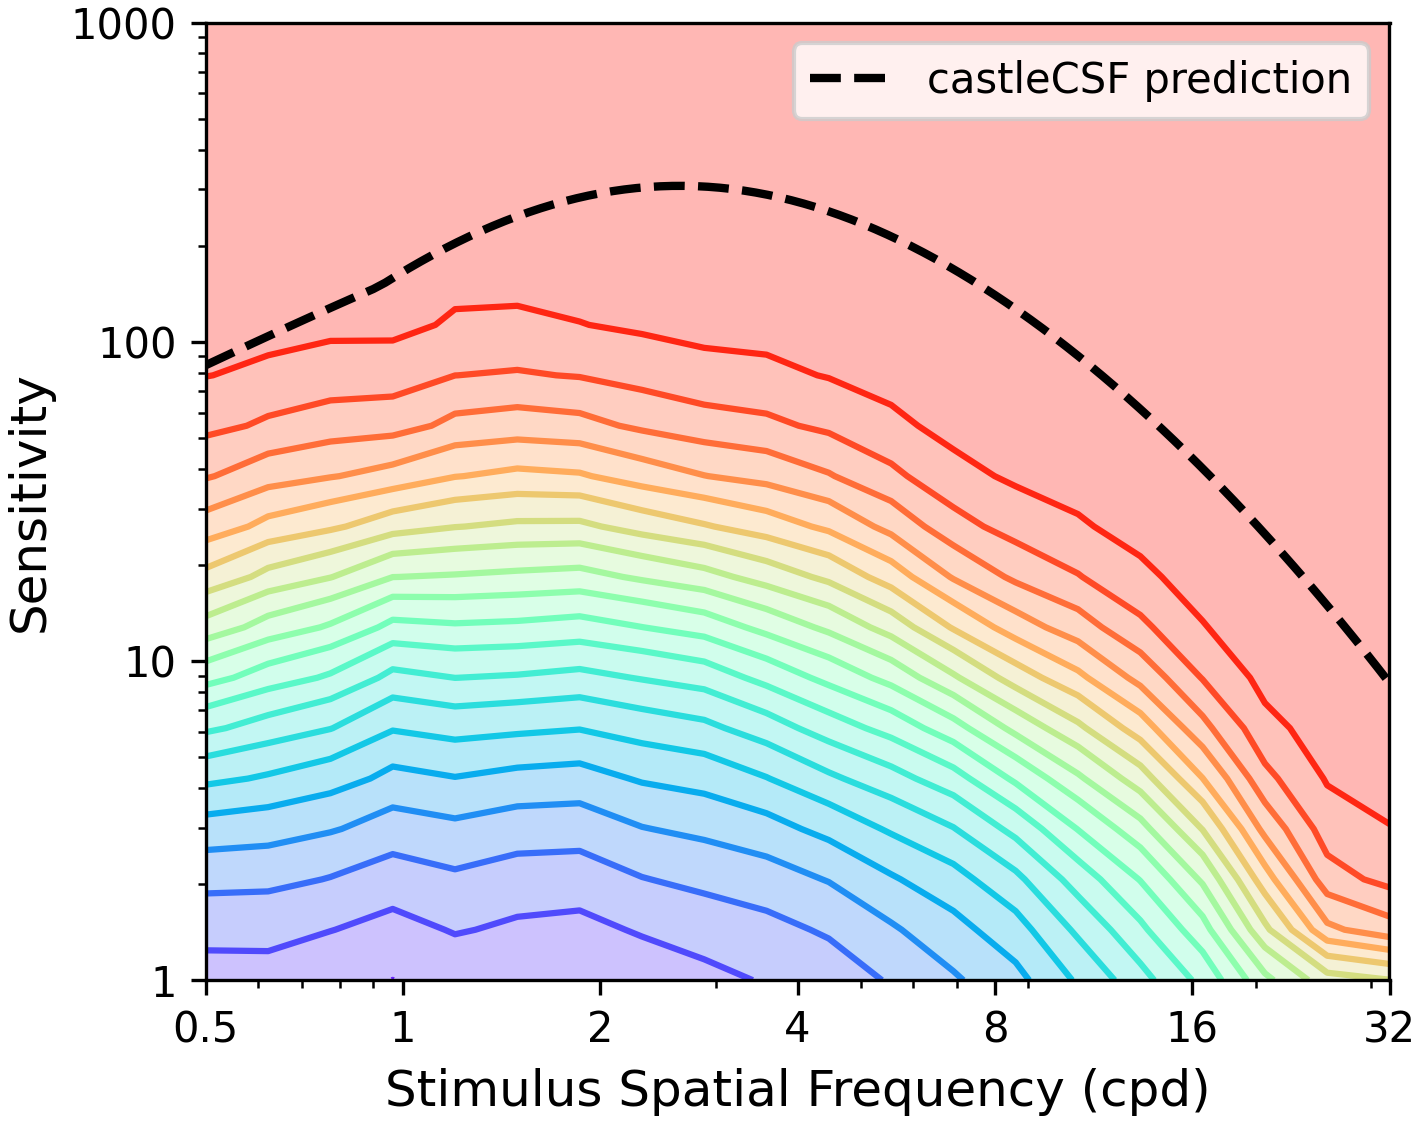 1000
castleCSF prediction
100
10
1
Sensitivity
0.5 1 2 4 8 16 32
Stimulus Spatial Frequency (cpd)